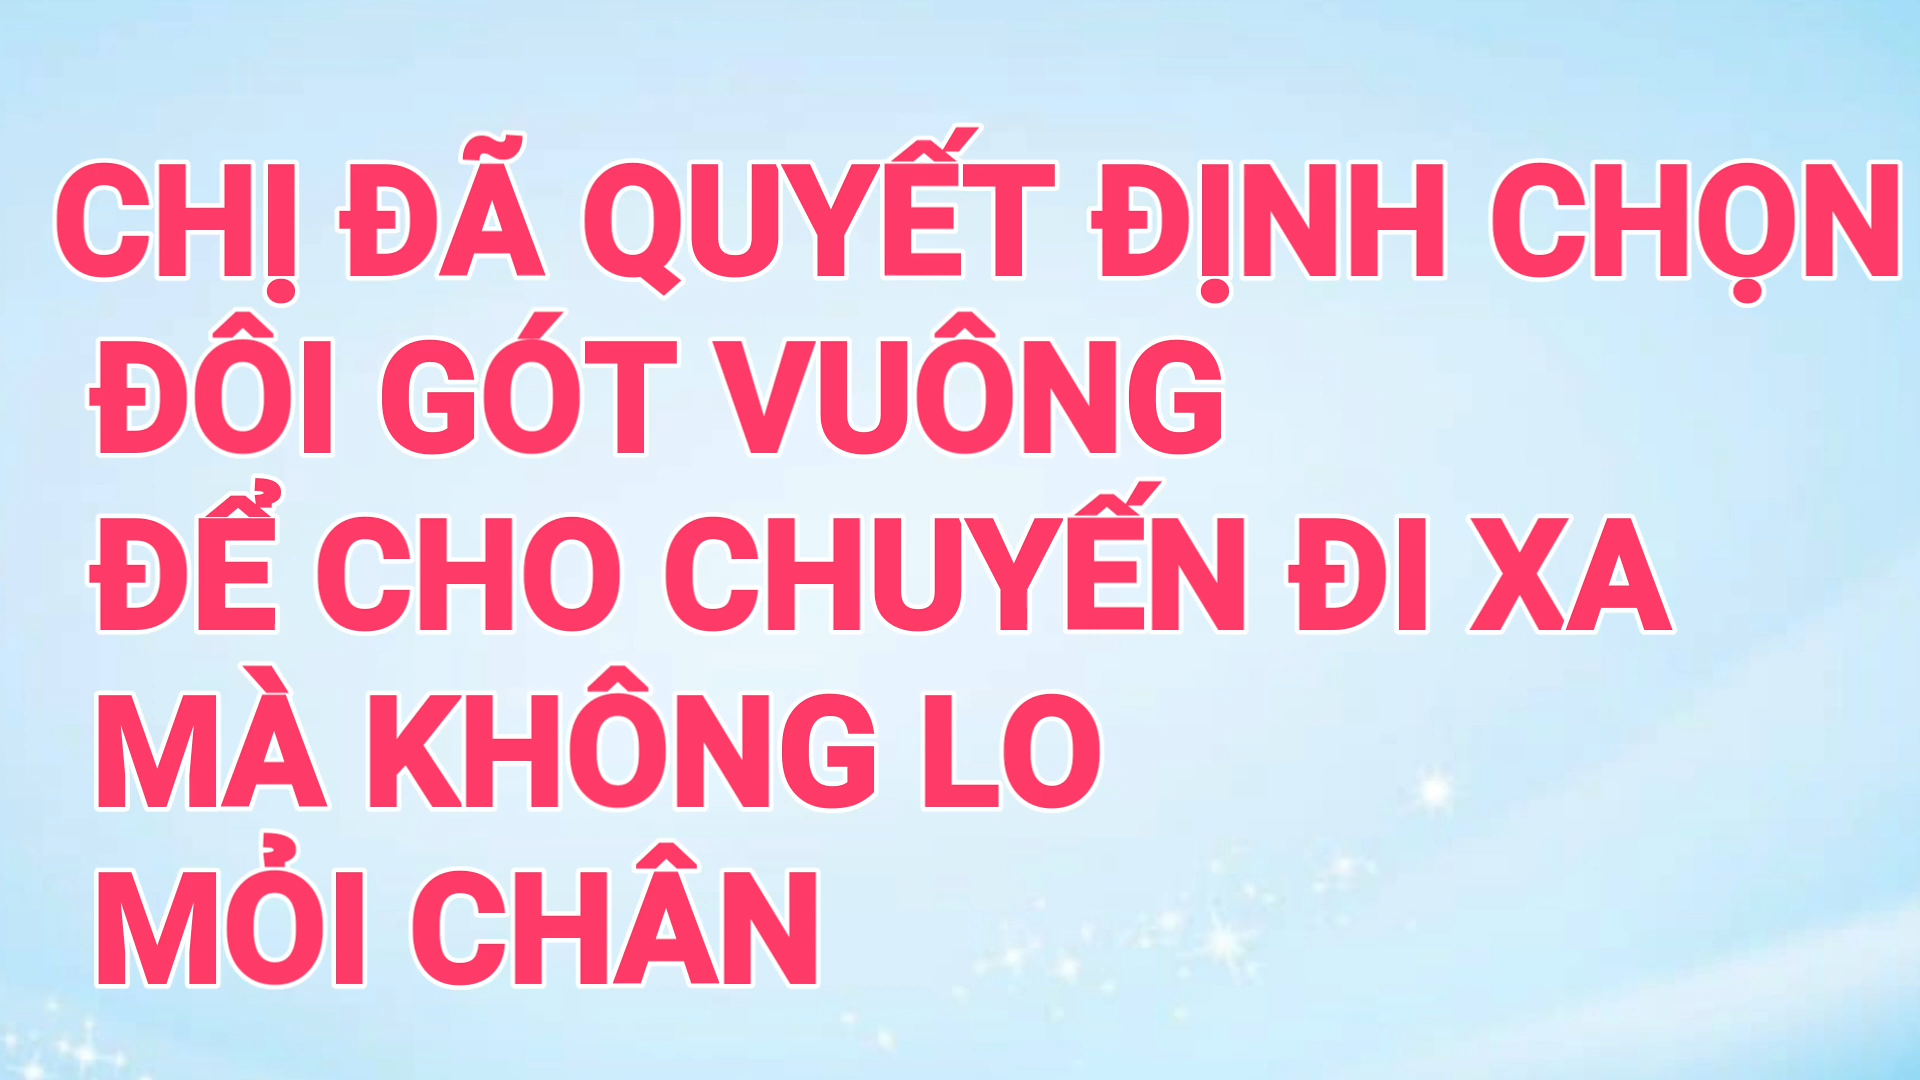 CHỊ ĐÃ QUYẾT ĐỊNH CHỌN
ĐÔI GÓT VUÔNG
ĐỂ CHO CHUYẾN ĐI XA
MÀ KHÔNG LO
MỎI CHÂN